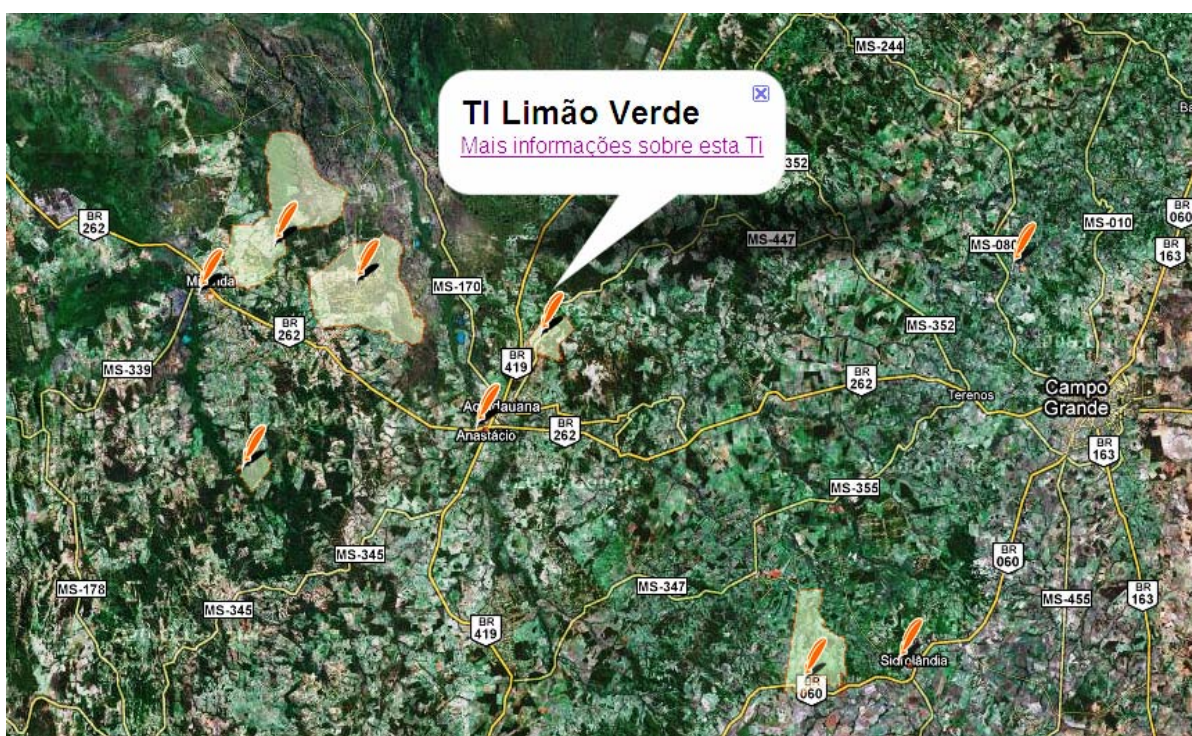 MS-244
TI Limão Verde
Mais informações sobre esta Ti
352
BR
262
MS-447
MS-080
MS-010
BR
060
BR
163
MS-170
BR
262
MS-352
MS-339
BR
419
BR
262
Campo
Grande
Terenos
Anastácio
BR
262
BR
163
MS-355
MS-345
BR
060
MS-178
MS-345
MS-347
MS-455
BR
163
BR
419
Sidrolândia
BR
060